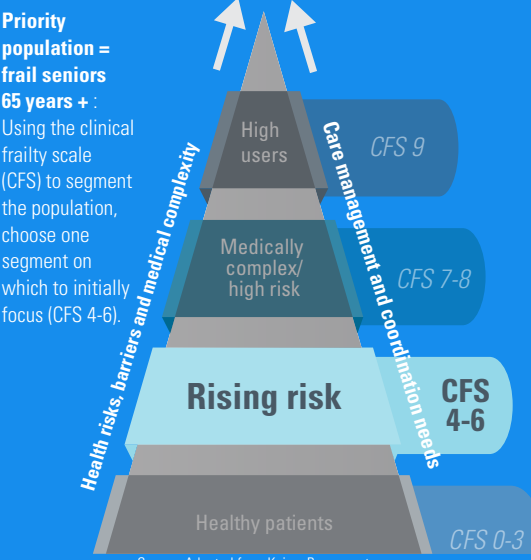 Priority
population =
frail seniors
65 years + :
Using the clinical
frailty scale
(CFS) to segment
the population,
choose one
segment on
which to initially
focus (CFS 4-6).
Health risks, barriers and medical complexity
Care management and coordination needs
High
users
CFS 9
Medically
complex/
high risk
CFS 7-8
Rising risk
CFS
4-6
Healthy patients
CFS 0-3